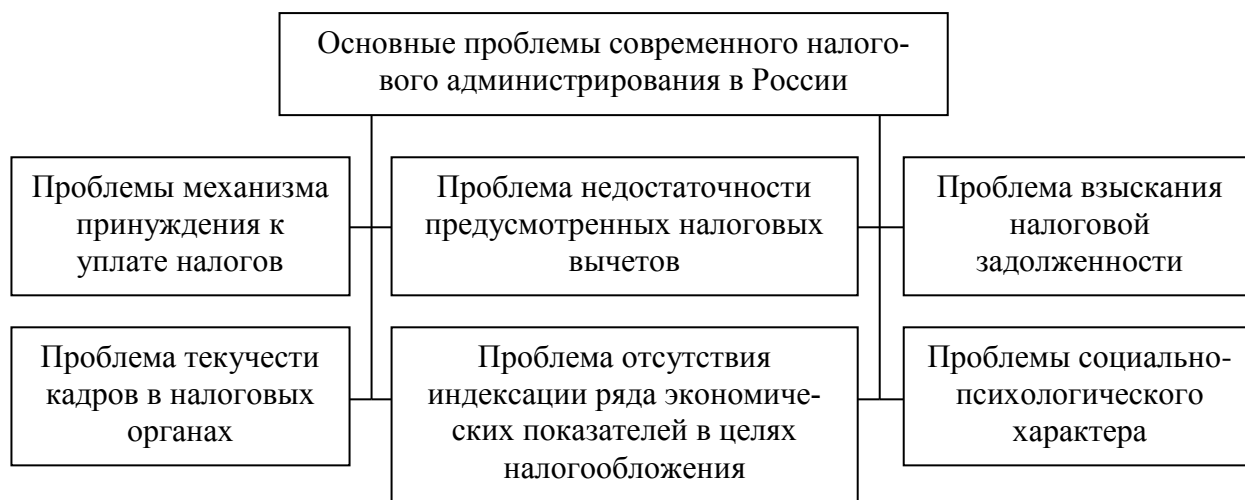 Основные проблемы современного налого-
вого администрирования в России
Проблемы механизма
принуждения к
уплате налогов
Проблема недостаточности
предусмотренных налоговых
вычетов
Проблема взыскания
налоговой
задолженности
Проблема текучести
кадров в налоговых
органах
Проблема отсутствия
индексации ряда экономиче-
ских показателей в целях
налогообложения
Проблемы социально-
психологического
характера